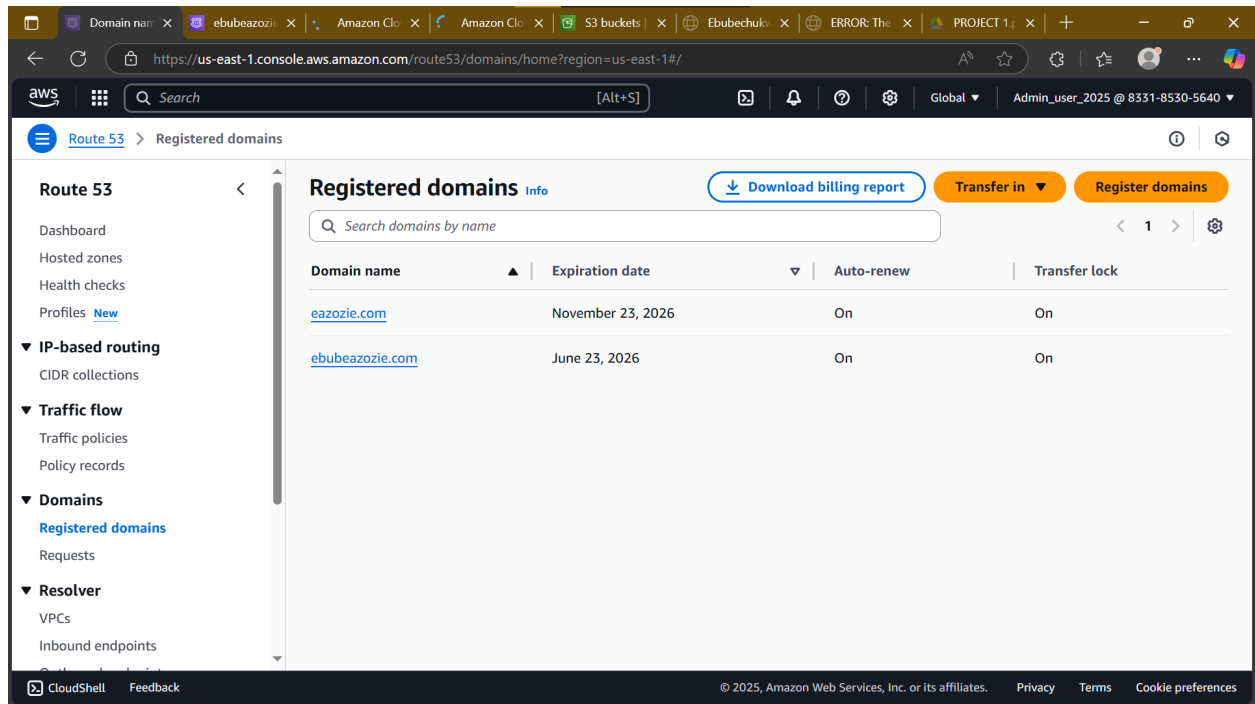 Domain nam
ebubeazozie
Amazon Clo
Amazon Clo
S3 buckets |
Ebubechukw
ERROR: The
PROJECT 1.p
https://us-east-1.console.aws.amazon.com/route53/domains/home?region=us-east-1#/
aws
Search
[Alt+S]
Global ▼
Admin_user_2025 @ 8331-8530-5640 ▼
Route 53 > Registered domains
Route 53
Dashboard
Hosted zones
Health checks
Profiles New
▼ IP-based routing
CIDR collections
▼ Traffic flow
Traffic policies
Policy records
▼ Domains
Registered domains
Requests
▼ Resolver
VPCs
Inbound endpoints
Registered domains Info
Download billing report
Transfer in ▼
Register domains
Search domains by name
1
Domain name ▲ Expiration date ▽ Auto-renew Transfer lock
eazozie.com November 23, 2026 On On
ebubeazozie.com June 23, 2026 On On
CloudShell Feedback © 2025, Amazon Web Services, Inc. or its affiliates. Privacy Terms Cookie preferences